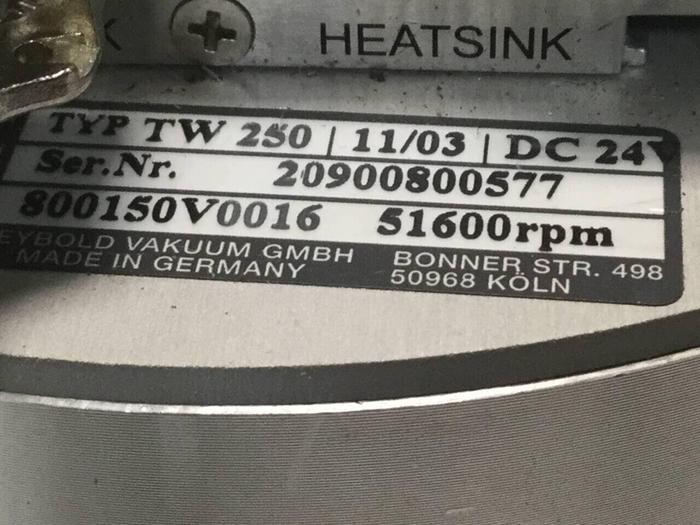 HEATSINK
TYP TW 250 | 11/03 | DC 24V
Ser.Nr. 20900800577
800150V0016 51600rpm
EYBOLD VAKUUM GMBH BONNER STR. 498
MADE IN GERMANY 50968 KÖLN